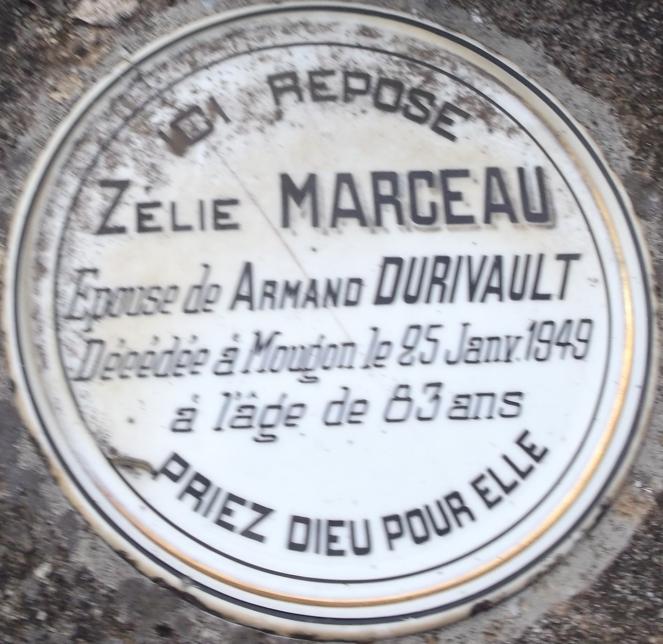 ICI REPOSE
ZÉLIE MARCEAU
Epouse de ARMAND DURIVAULT
Décédée à Mougon le 25 Janv. 1949
à l'âge de 83 ans
PRIEZ DIEU POUR ELLE